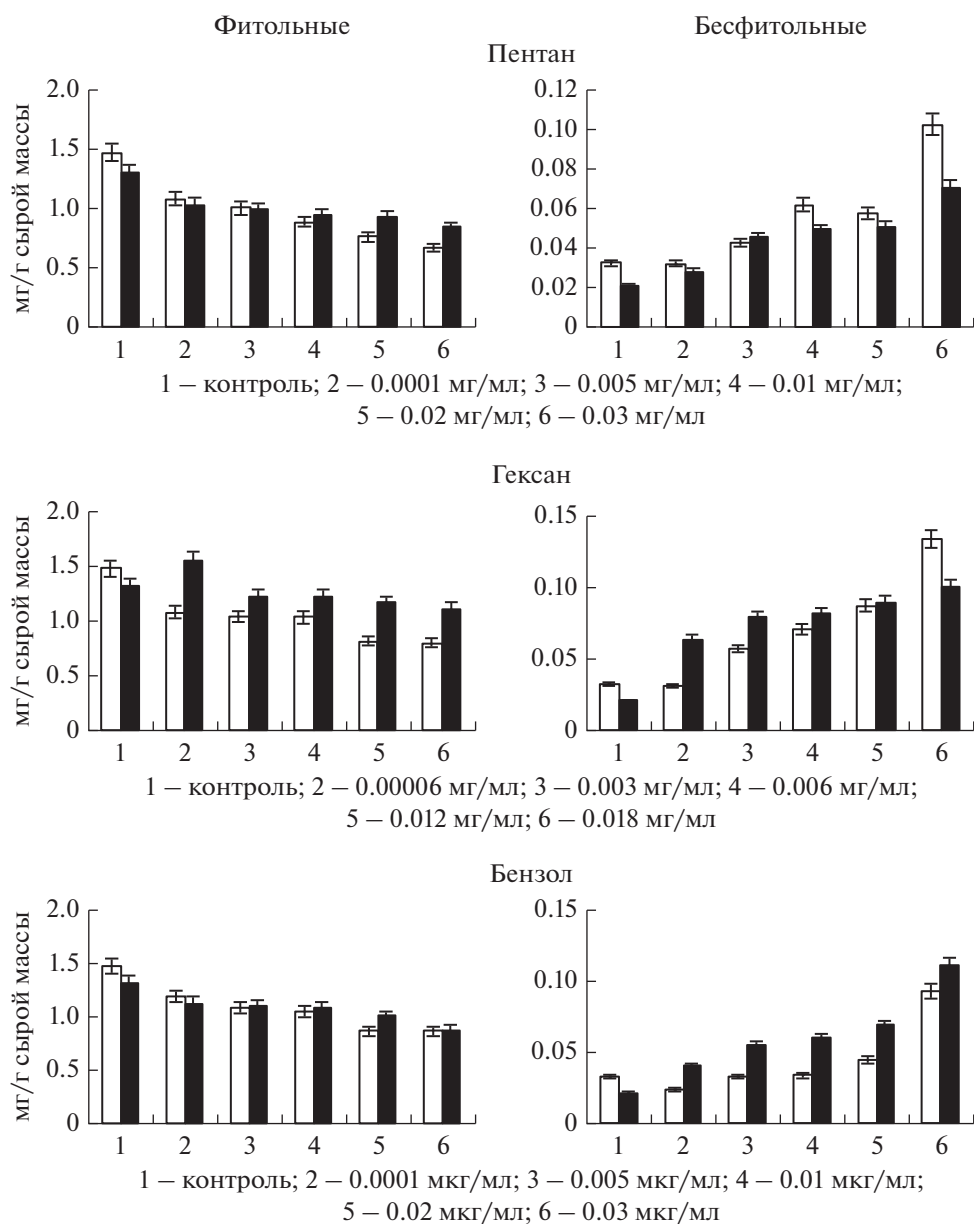 Фитольные
Бесфитольные
Пентан
мг/г сырой массы
2.0
1.5
1.0
0.5
0
1 2 3 4 5 6
0.12
0.10
0.08
0.06
0.04
0.02
0
1 2 3 4 5 6
1 – контроль; 2 – 0.0001 мг/мл; 3 – 0.005 мг/мл; 4 – 0.01 мг/мл;
5 – 0.02 мг/мл; 6 – 0.03 мг/мл
Гексан
мг/г сырой массы
2.0
1.5
1.0
0.5
0
1 2 3 4 5 6
0.15
0.10
0.05
0
1 2 3 4 5 6
1 – контроль; 2 – 0.00006 мг/мл; 3 – 0.003 мг/мл; 4 – 0.006 мг/мл;
5 – 0.012 мг/мл; 6 – 0.018 мг/мл
Бензол
мг/г сырой массы
2.0
1.5
1.0
0.5
0
1 2 3 4 5 6
0.15
0.10
0.05
0
1 2 3 4 5 6
1 – контроль; 2 – 0.0001 мкг/мл; 3 – 0.005 мкг/мл; 4 – 0.01 мкг/мл;
5 – 0.02 мкг/мл; 6 – 0.03 мкг/мл